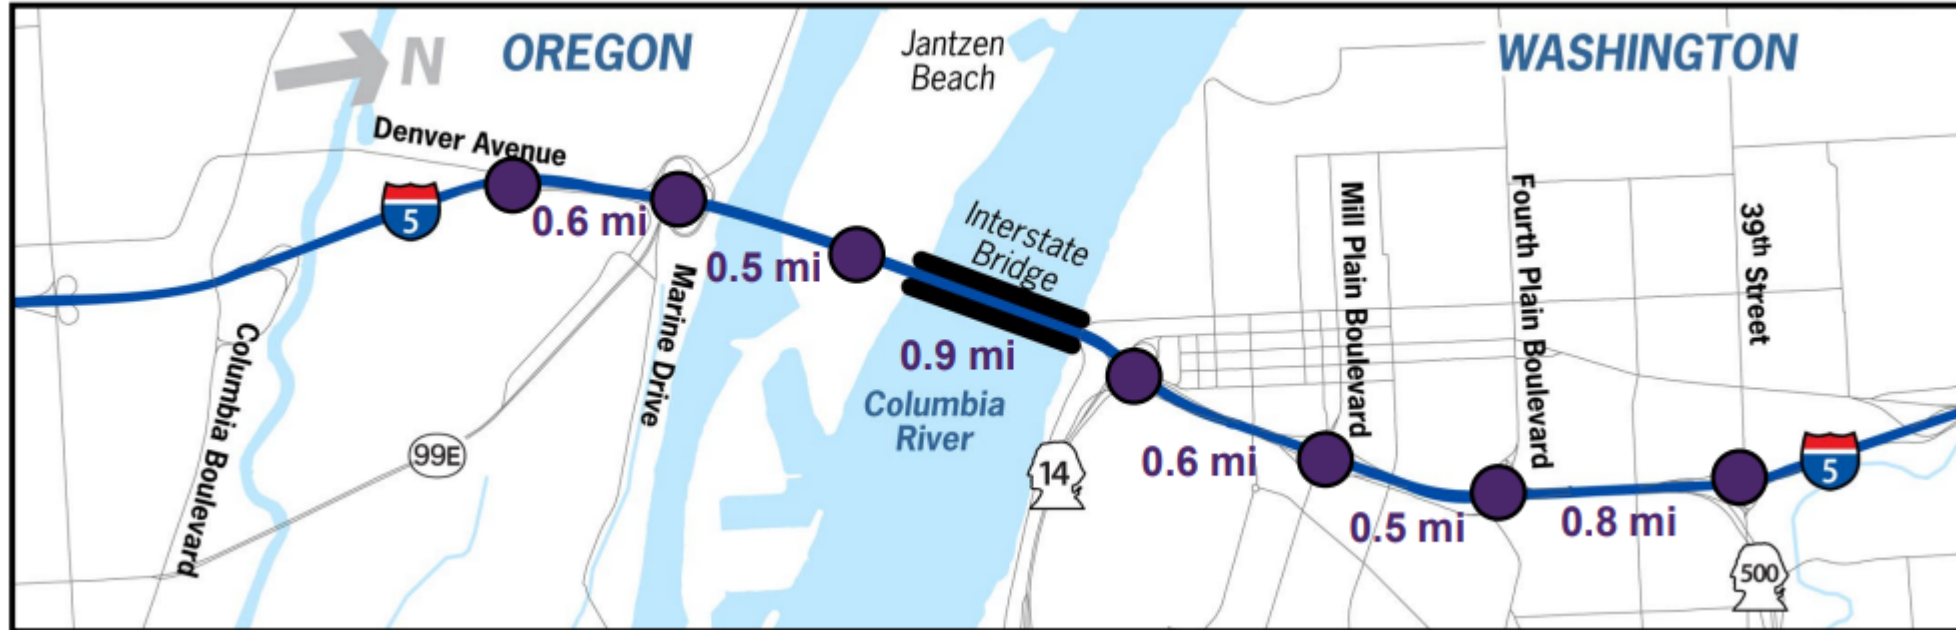 N
OREGON
Jantzen
Beach
WASHINGTON
Denver Avenue
5
0.6 mi
0.5 mi
Interstate
Bridge
0.9 mi
Columbia
River
Marine Drive
Columbia Boulevard
99E
14
0.6 mi
Mill Plain Boulevard
0.5 mi
Fourth Plain Boulevard
0.8 mi
39th Street
5
500